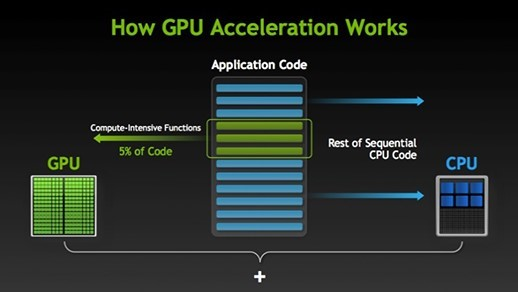 How GPU Acceleration Works
Application Code
Compute-Intensive Functions
5% of Code
Rest of Sequential
CPU Code
GPU
CPU
+